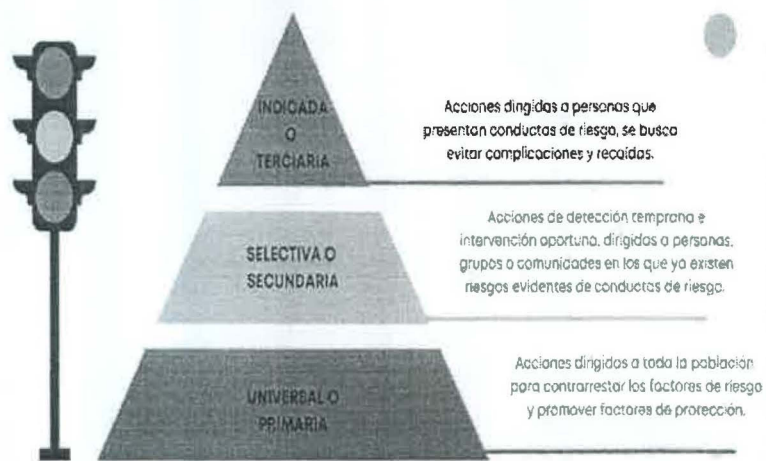 INDICADA
O
TERCIARIA
Acciones dirigidas a personas que
presentan conductas de riesgo, se busca
evitar complicaciones y recaídas.
SELECTIVA O
SECUNDARIA
Acciones de detección temprana e
intervención oportuna, dirigidas a personas,
grupos o comunidades en los que ya existen
riesgos evidentes de conductas de riesgo.
UNIVERSAL O
PRIMARIA
Acciones dirigidas a toda la población
para contrarrestar los factores de riesgo
y promover factores de protección.